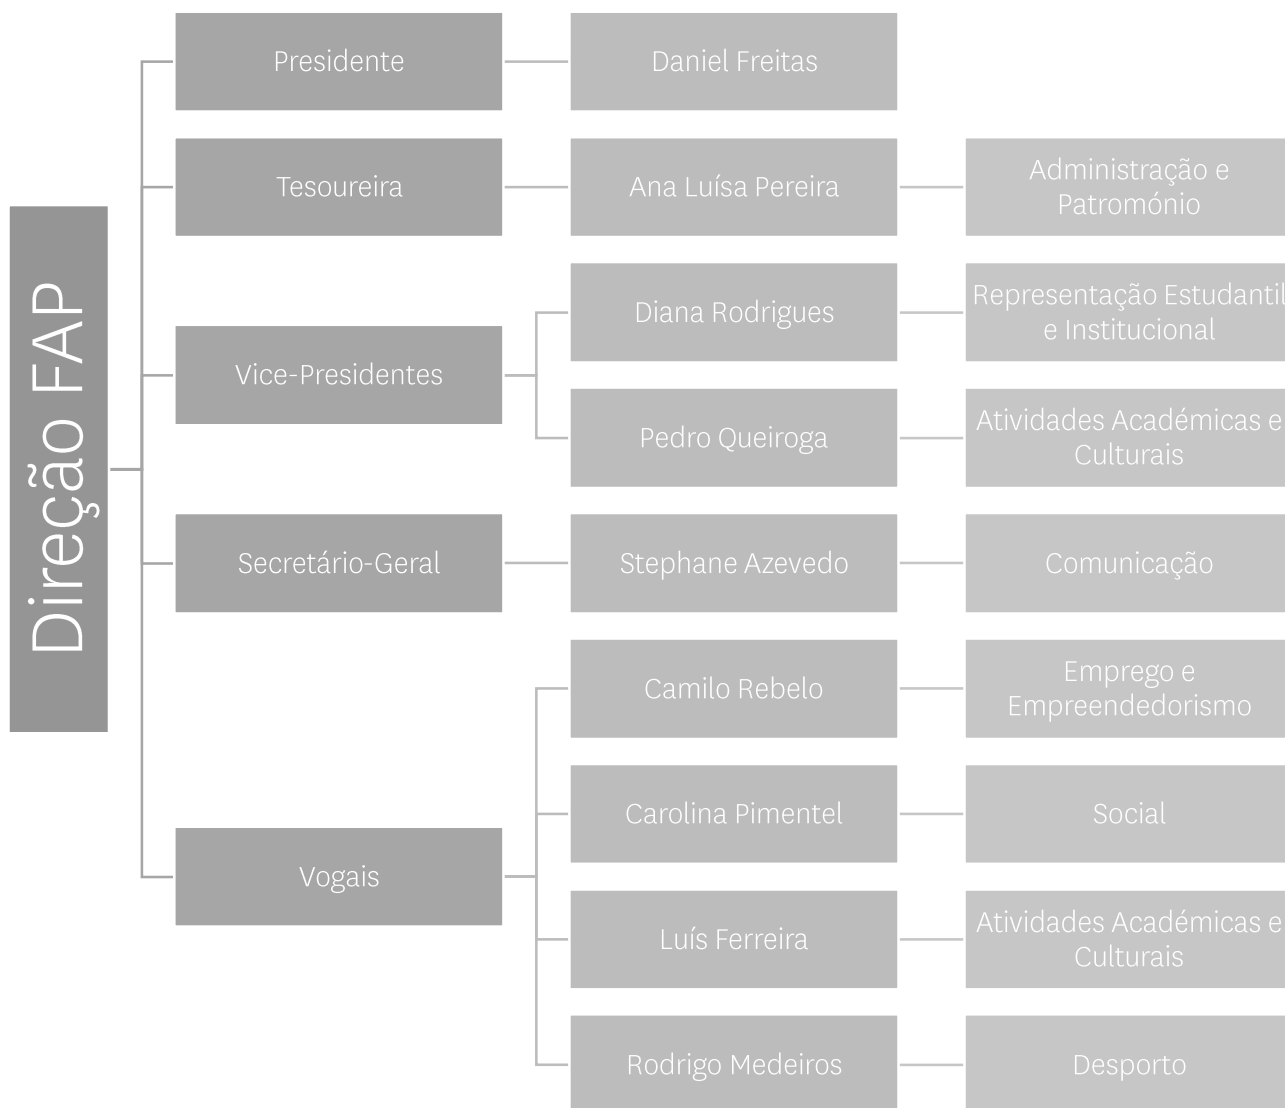 Direção FAP
Presidente
Daniel Freitas
Tesoureira
Ana Luísa Pereira
Administração e
Patromónio
Vice-Presidentes
Diana Rodrigues
Representação Estudantil
e Institucional
Pedro Queiroga
Atividades Académicas e
Culturais
Secretário-Geral
Stephane Azevedo
Comunicação
Vogais
Camilo Rebelo
Emprego e
Empreendedorismo
Carolina Pimentel
Social
Luís Ferreira
Atividades Académicas e
Culturais
Rodrigo Medeiros
Desporto